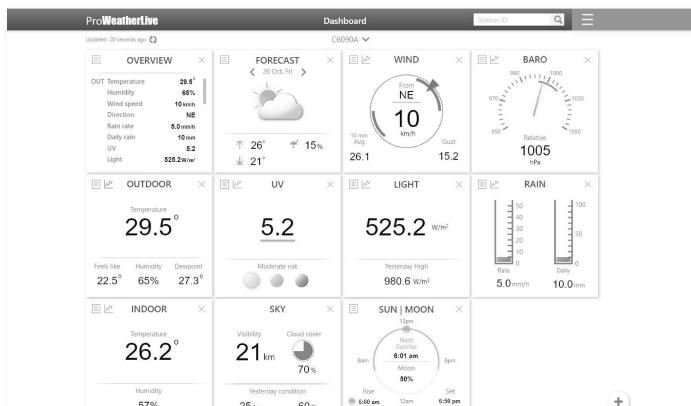 ProWeatherLive
Dashboard
Station ID
Updated - 20 seconds ago
C6090A
OVERVIEW
OUT Temperature 29.5°
Humidity 65%
Wind speed 10 km/h
Direction NE
Rain rate 5.0 mm/h
Daily rain 10 mm
UV 5.2
Light 525.2 W/m²
FORECAST
26 Oct, Fri
26° 15%
21°
WIND
From
NE
10
km/h
10 min
Avg
Gust
26.1 15.2
BARO
990 1000
970 1030
950 1050
Relative
1005
hPa
OUTDOOR
Temperature
29.5°
Feels like Humidity Dewpoint
22.5° 65% 27.3°
UV
5.2
Moderate risk
LIGHT
525.2 W/m²
Yesterday High
980.6 W/m²
RAIN
50 100
40
30 50
20
10
0 0
Rate Daily
5.0 mm/h 10.0 mm
INDOOR
Temperature
26.2°
Humidity
57%
SKY
Visibility Cloud cover
21 km
70 %
Yesterday condition
25 60
SUN | MOON
12pm
Next
Sunrise
6:01 am
6am 6pm
Moon
50%
Rise Set
6:00 am 12am 6:50 pm
+